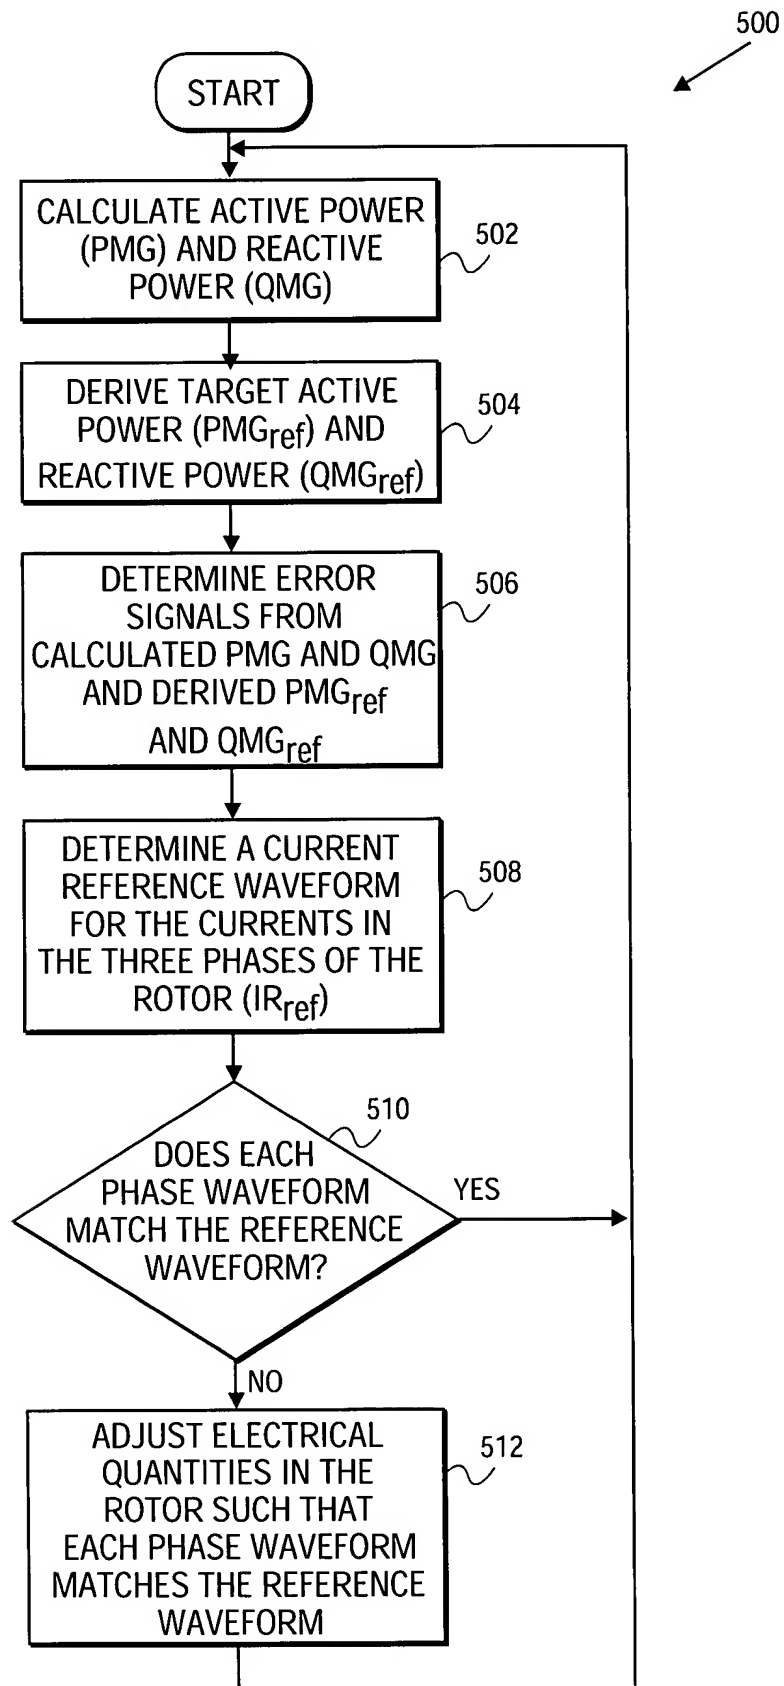 500
START
CALCULATE ACTIVE POWER
(PMG) AND REACTIVE
POWER (QMG)
502
DERIVE TARGET ACTIVE
POWER (PMGref) AND
REACTIVE POWER (QMGref)
504
DETERMINE ERROR
SIGNALS FROM
CALCULATED PMG AND QMG
AND DERIVED PMGref
AND QMGref
506
DETERMINE A CURRENT
REFERENCE WAVEFORM
FOR THE CURRENTS IN
THE THREE PHASES OF THE
ROTOR (IRref)
508
DOES EACH
PHASE WAVEFORM
MATCH THE REFERENCE
WAVEFORM?
510
YES
NO
ADJUST ELECTRICAL
QUANTITIES IN THE
ROTOR SUCH THAT
EACH PHASE WAVEFORM
MATCHES THE REFERENCE
WAVEFORM
512